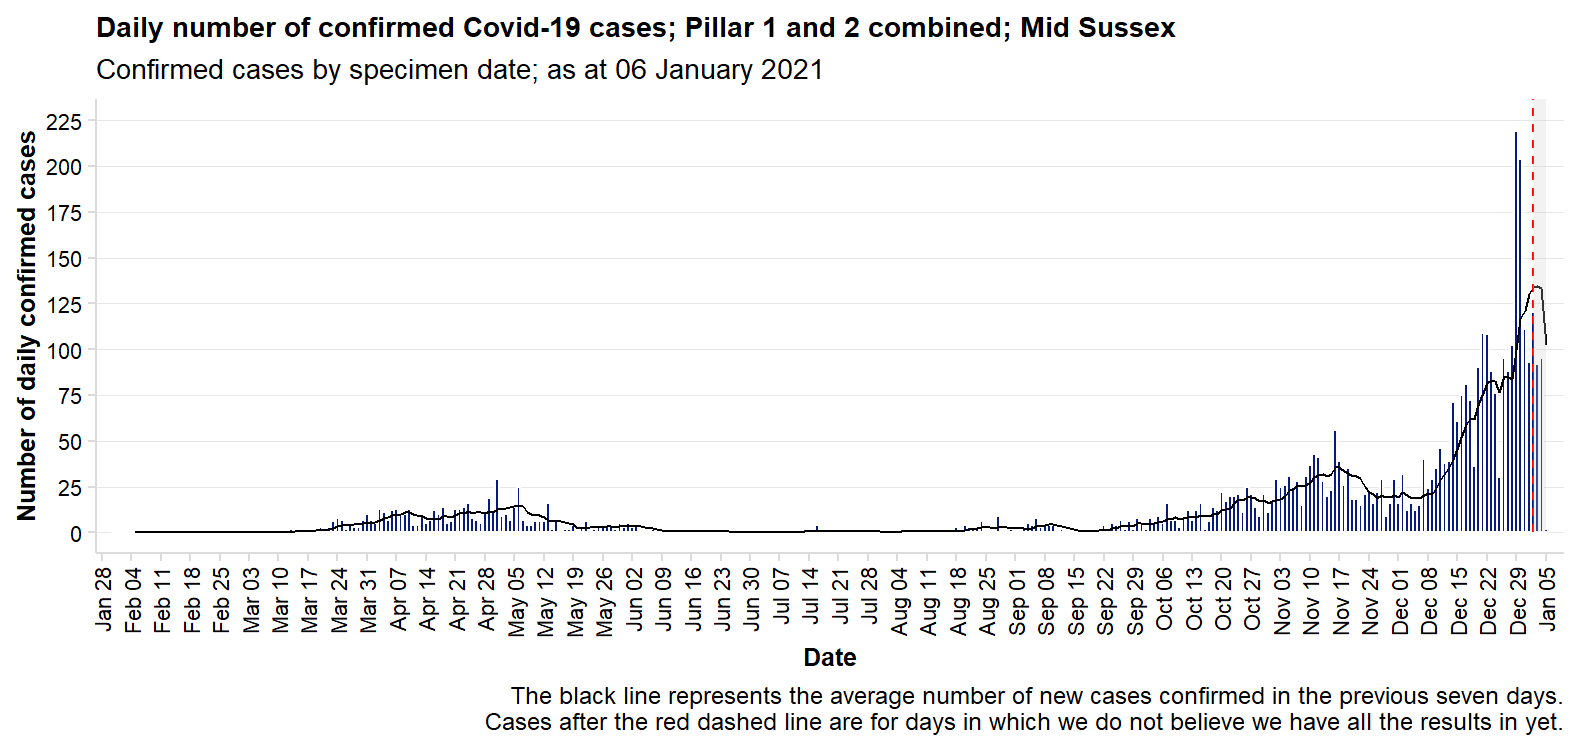 Daily number of confirmed Covid-19 cases; Pillar 1 and 2 combined; Mid Sussex
Confirmed cases by specimen date; as at 06 January 2021
Number of daily confirmed cases
225
200
175
150
125
100
75
50
25
0
Jan 28
Feb 04
Feb 11
Feb 18
Feb 25
Mar 03
Mar 10
Mar 17
Mar 24
Mar 31
Apr 07
Apr 14
Apr 21
Apr 28
May 05
May 12
May 19
May 26
Jun 02
Jun 09
Jun 16
Jun 23
Jun 30
Jul 07
Jul 14
Jul 21
Jul 28
Aug 04
Aug 11
Aug 18
Aug 25
Sep 01
Sep 08
Sep 15
Sep 22
Sep 29
Oct 06
Oct 13
Oct 20
Oct 27
Nov 03
Nov 10
Nov 17
Nov 24
Dec 01
Dec 08
Dec 15
Dec 22
Dec 29
Jan 05
Date
The black line represents the average number of new cases confirmed in the previous seven days.
Cases after the red dashed line are for days in which we do not believe we have all the results in yet.